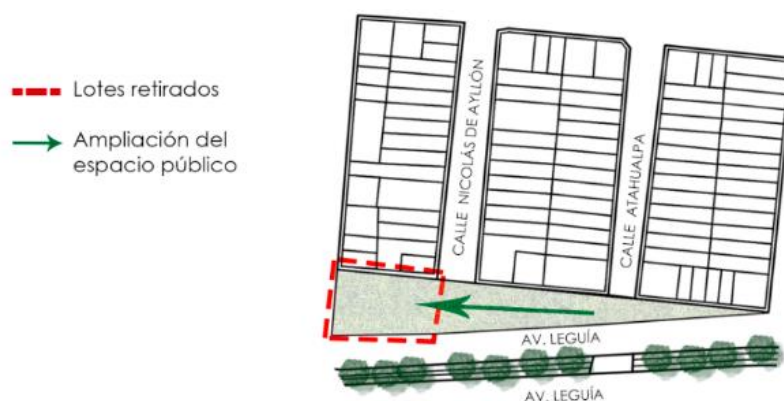 Lotes retirados
Ampliación del
espacio público
CALLE NICOLÁS DE AYLLÓN
CALLE ATAHUALPA
AV. LEGUÍA
AV. LEGUÍA